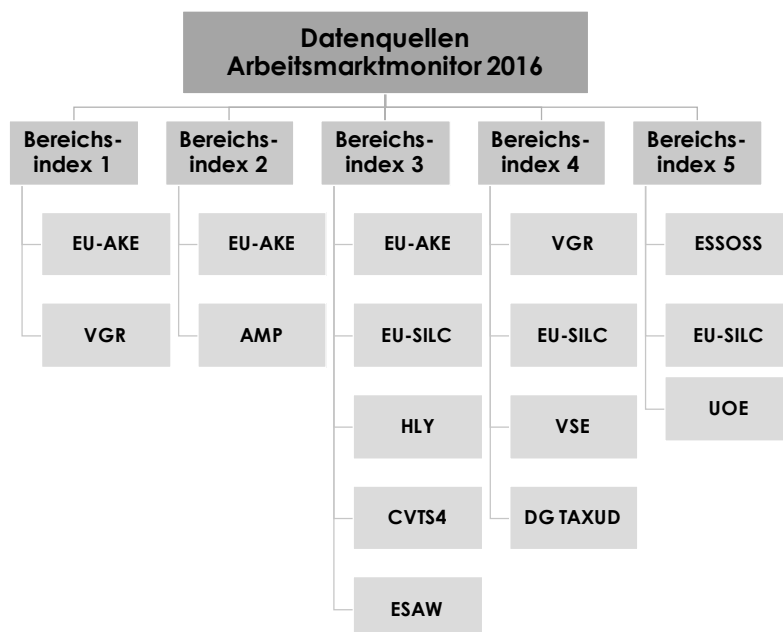 Datenquellen
Arbeitsmarktmonitor 2016
Bereichs-
index 1
EU-AKE
VGR
Bereichs-
index 2
EU-AKE
AMP
Bereichs-
index 3
EU-AKE
EU-SILC
HLY
CVTS4
ESAW
Bereichs-
index 4
VGR
EU-SILC
VSE
DG TAXUD
Bereichs-
index 5
ESSOSS
EU-SILC
UOE